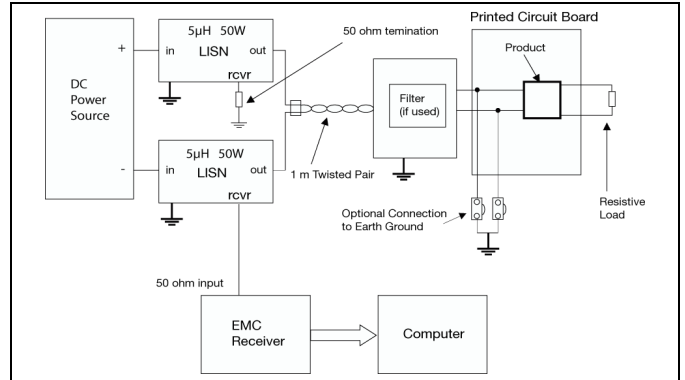 Printed Circuit Board
5µH 50W
in LISN out
rcvr
50 ohm temination
Product
+
DC
Power
Source
Filter
(if used)
5µH 50W
-
in LISN out
rcvr
1 m Twisted Pair
Optional Connection
to Earth Ground
Resistive
Load
50 ohm input
EMC
Receiver
Computer